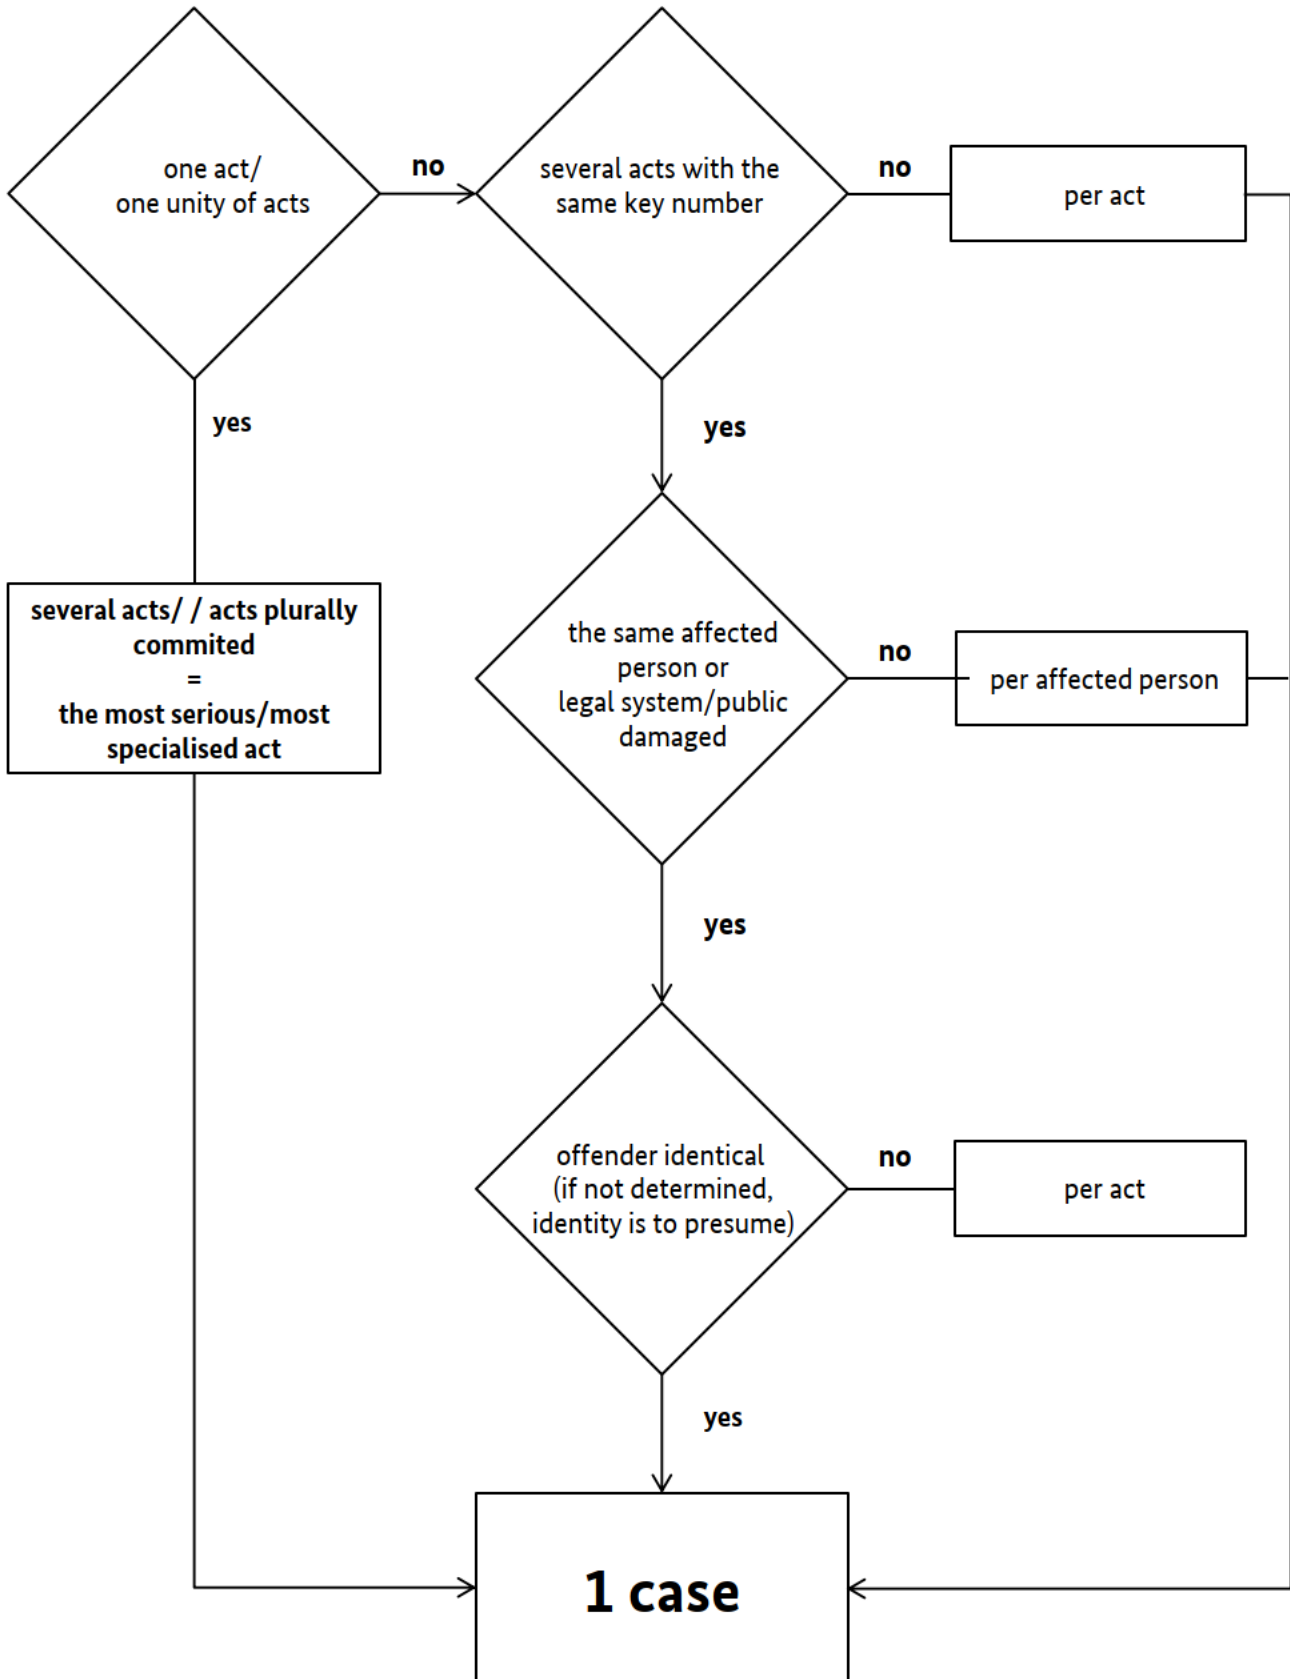 one act/
one unity of acts
no
several acts with the
same key number
no
per act
yes
yes
several acts/ / acts plurally
commited
=
the most serious/most
specialised act
the same affected
person or
legal system/public
damaged
no
per affected person
yes
offender identical
(if not determined,
identity is to presume)
no
per act
yes
1 case